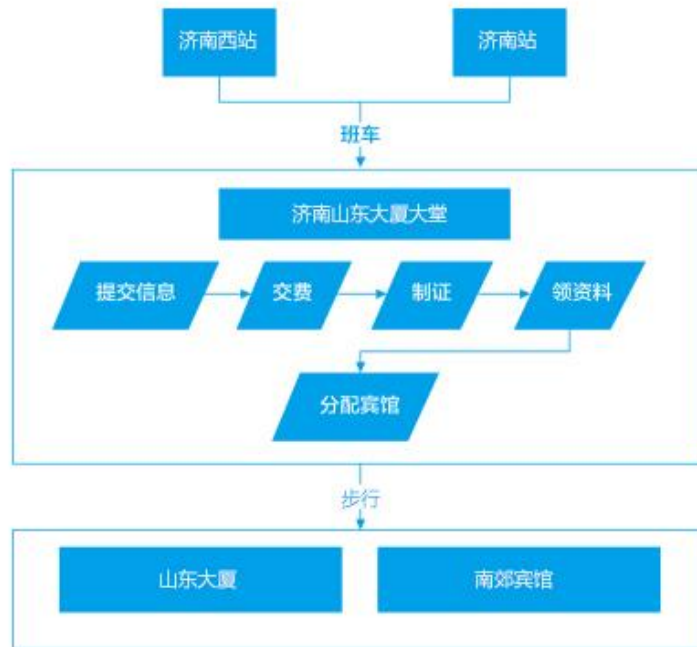 济南西站
济南站
班车
济南山东大厦大堂
提交信息
交费
制证
领资料
分配宾馆
步行
山东大厦
南郊宾馆